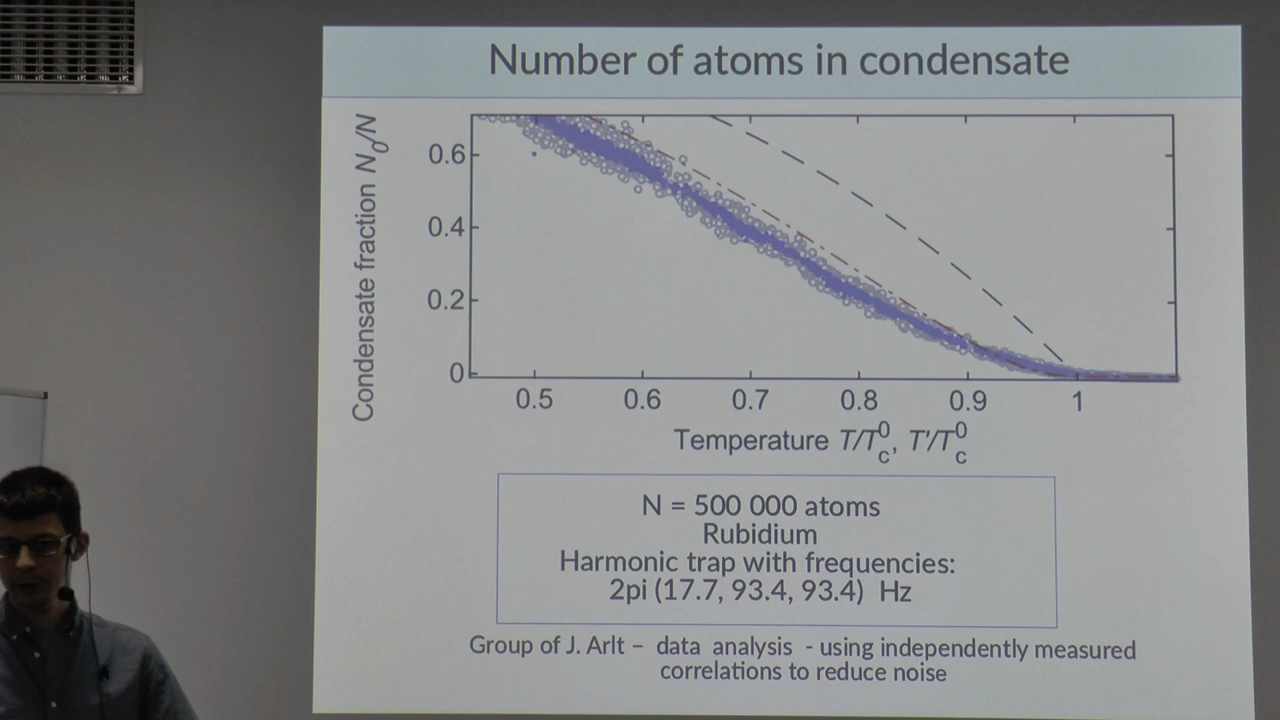 Number of atoms in condensate
Condensate fraction N0/N
0.6
0.4
0.2
0
0.5 0.6 0.7 0.8 0.9 1
Temperature T/Tc0, T'/Tc0
N = 500 000 atoms
Rubidium
Harmonic trap with frequencies:
2pi (17.7, 93.4, 93.4) Hz
Group of J. Arlt – data analysis - using independently measured
correlations to reduce noise